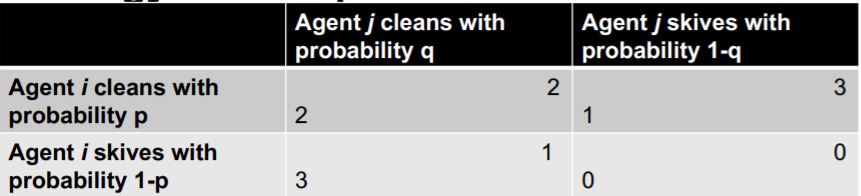 Agent j cleans with probability q
Agent j skives with probability 1-q
Agent i cleans with probability p
2
2
3
1
Agent i skives with probability 1-p
1
3
0
0